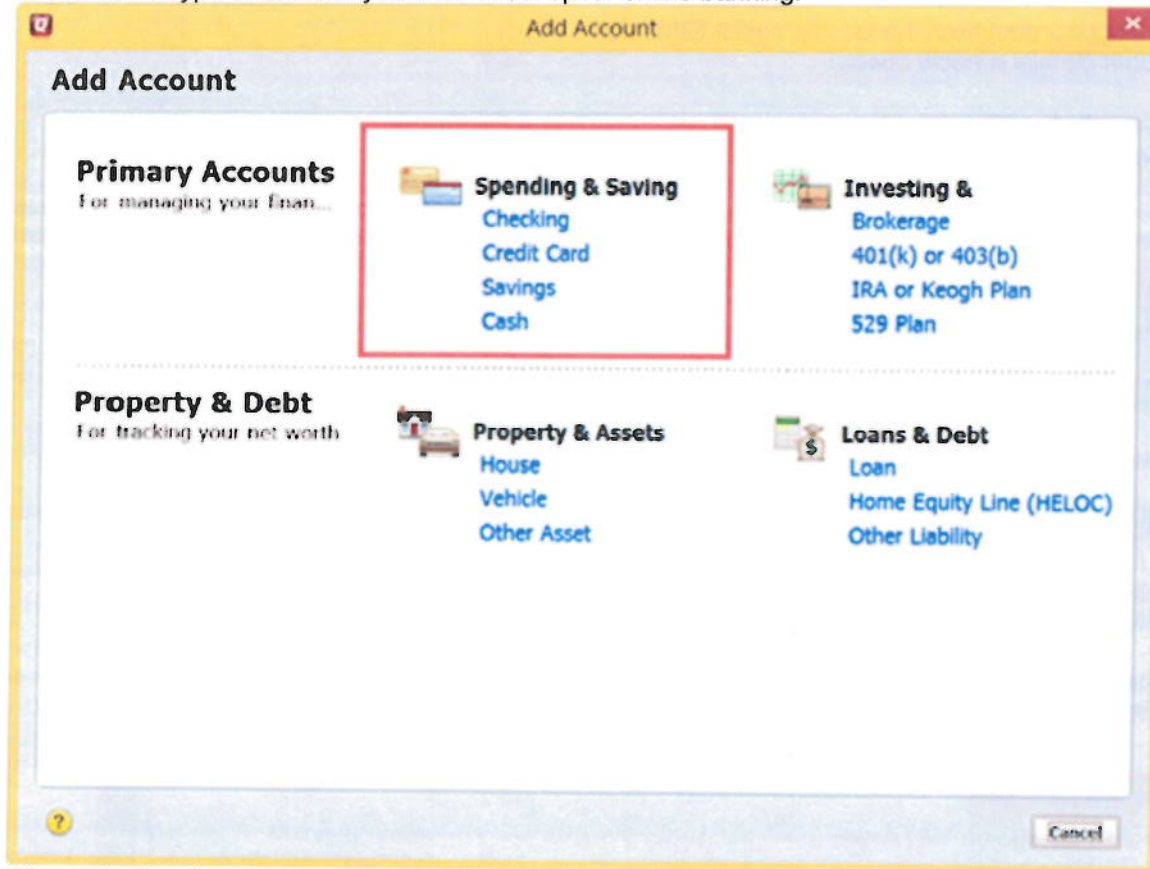 Add Account
Add Account
Primary Accounts
For managing your finan...
Spending & Saving
Checking
Credit Card
Savings
Cash
Investing &
Brokerage
401(k) or 403(b)
IRA or Keogh Plan
529 Plan
Property & Debt
For tracking your net worth
Property & Assets
House
Vehicle
Other Asset
Loans & Debt
Loan
Home Equity Line (HELOC)
Other Liability
?
Cancel